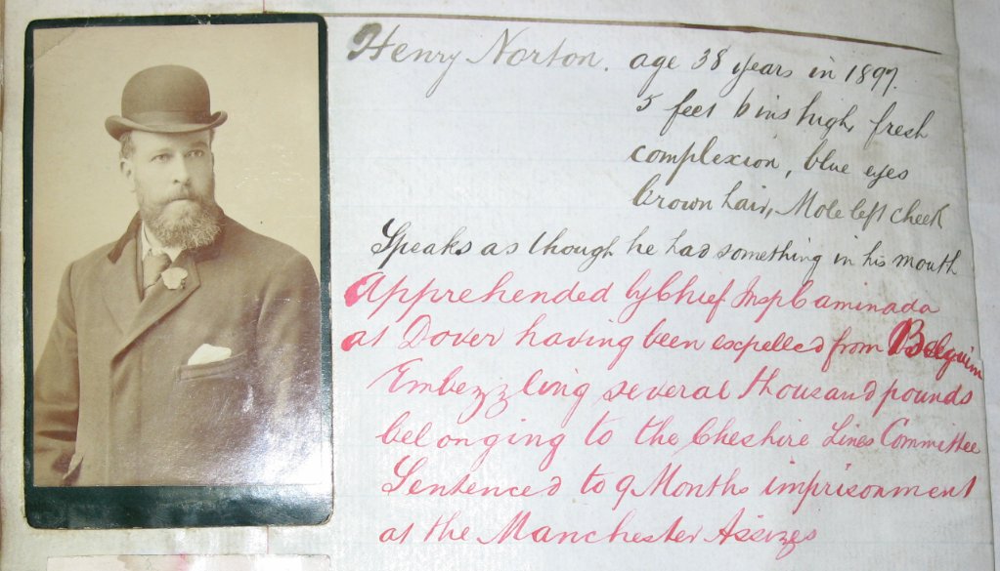 Henry Norton. age 38 years in 1897.
5 feet 6 ins high, fresh
complexion, blue eyes
brown hair, Mole left cheek
Speaks as though he had something in his mouth
Apprehended by Chief Insp Caminada
at Dover having been expelled from Belguim
Embezzling several thousand pounds
belonging to the Cheshire Lines Committee
Sentenced to 9 Months imprisonment
at the Manchester Assizes